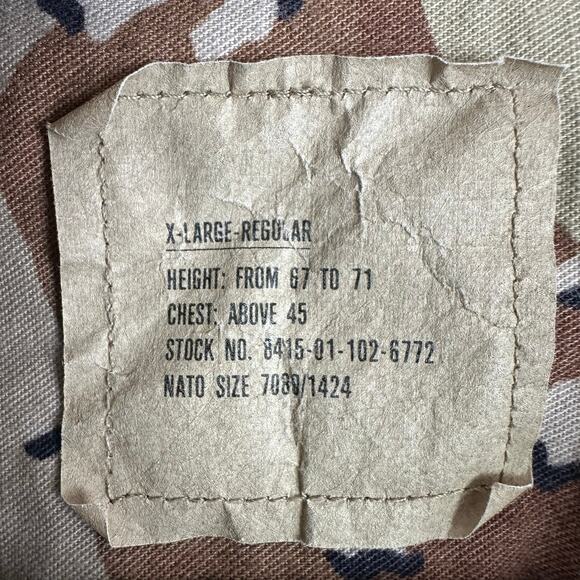 X-LARGE-REGULAR
HEIGHT: FROM 67 TO 71
CHEST: ABOVE 45
STOCK NO. 8415-01-102-6772
NATO SIZE 7080/1424